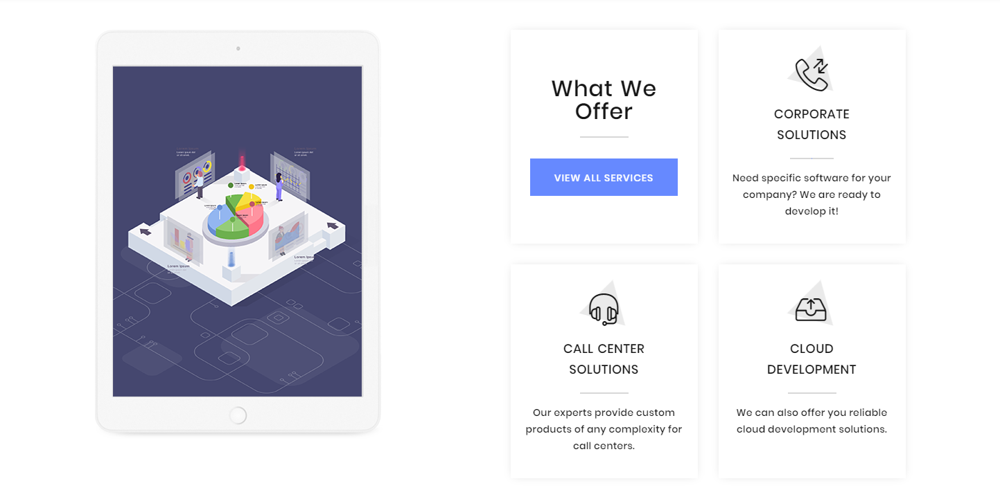 What We
Offer
VIEW ALL SERVICES
CORPORATE
SOLUTIONS
Need specific software for your
company? We are ready to
develop it!
CALL CENTER
SOLUTIONS
Our experts provide custom
products of any complexity for
call centers.
CLOUD
DEVELOPMENT
We can also offer you reliable
cloud development solutions.
Lorem Ipsum
Lorem Ipsum